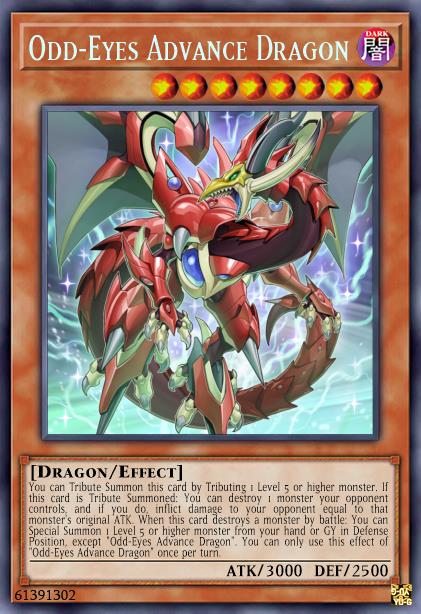 ODD-EYES ADVANCE DRAGON
DARK
闇
[DRAGON/EFFECT]
You can Tribute Summon this card by Tributing 1 Level 5 or higher monster. If
this card is Tribute Summoned: You can destroy 1 monster your opponent
controls, and if you do, inflict damage to your opponent equal to that
monster's original ATK. When this card destroys a monster by battle: You can
Special Summon 1 Level 5 or higher monster from your hand or GY in Defense
Position, except "Odd-Eyes Advance Dragon". You can only use this effect of
"Odd-Eyes Advance Dragon" once per turn.
ATK/3000 DEF/2500
61391302